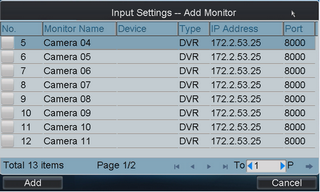 Input Settings -- Add Monitor
No. Monitor Name Device Type IP Address Port
5 Camera 04 DVR 172.2.53.25 8000
6 Camera 05 DVR 172.2.53.25 8000
7 Camera 06 DVR 172.2.53.25 8000
8 Camera 07 DVR 172.2.53.25 8000
9 Camera 08 DVR 172.2.53.25 8000
10 Camera 09 DVR 172.2.53.25 8000
11 Camera 10 DVR 172.2.53.25 8000
12 Camera 11 DVR 172.2.53.25 8000
Total 13 items Page 1/2 To 1 P
Add Cancel